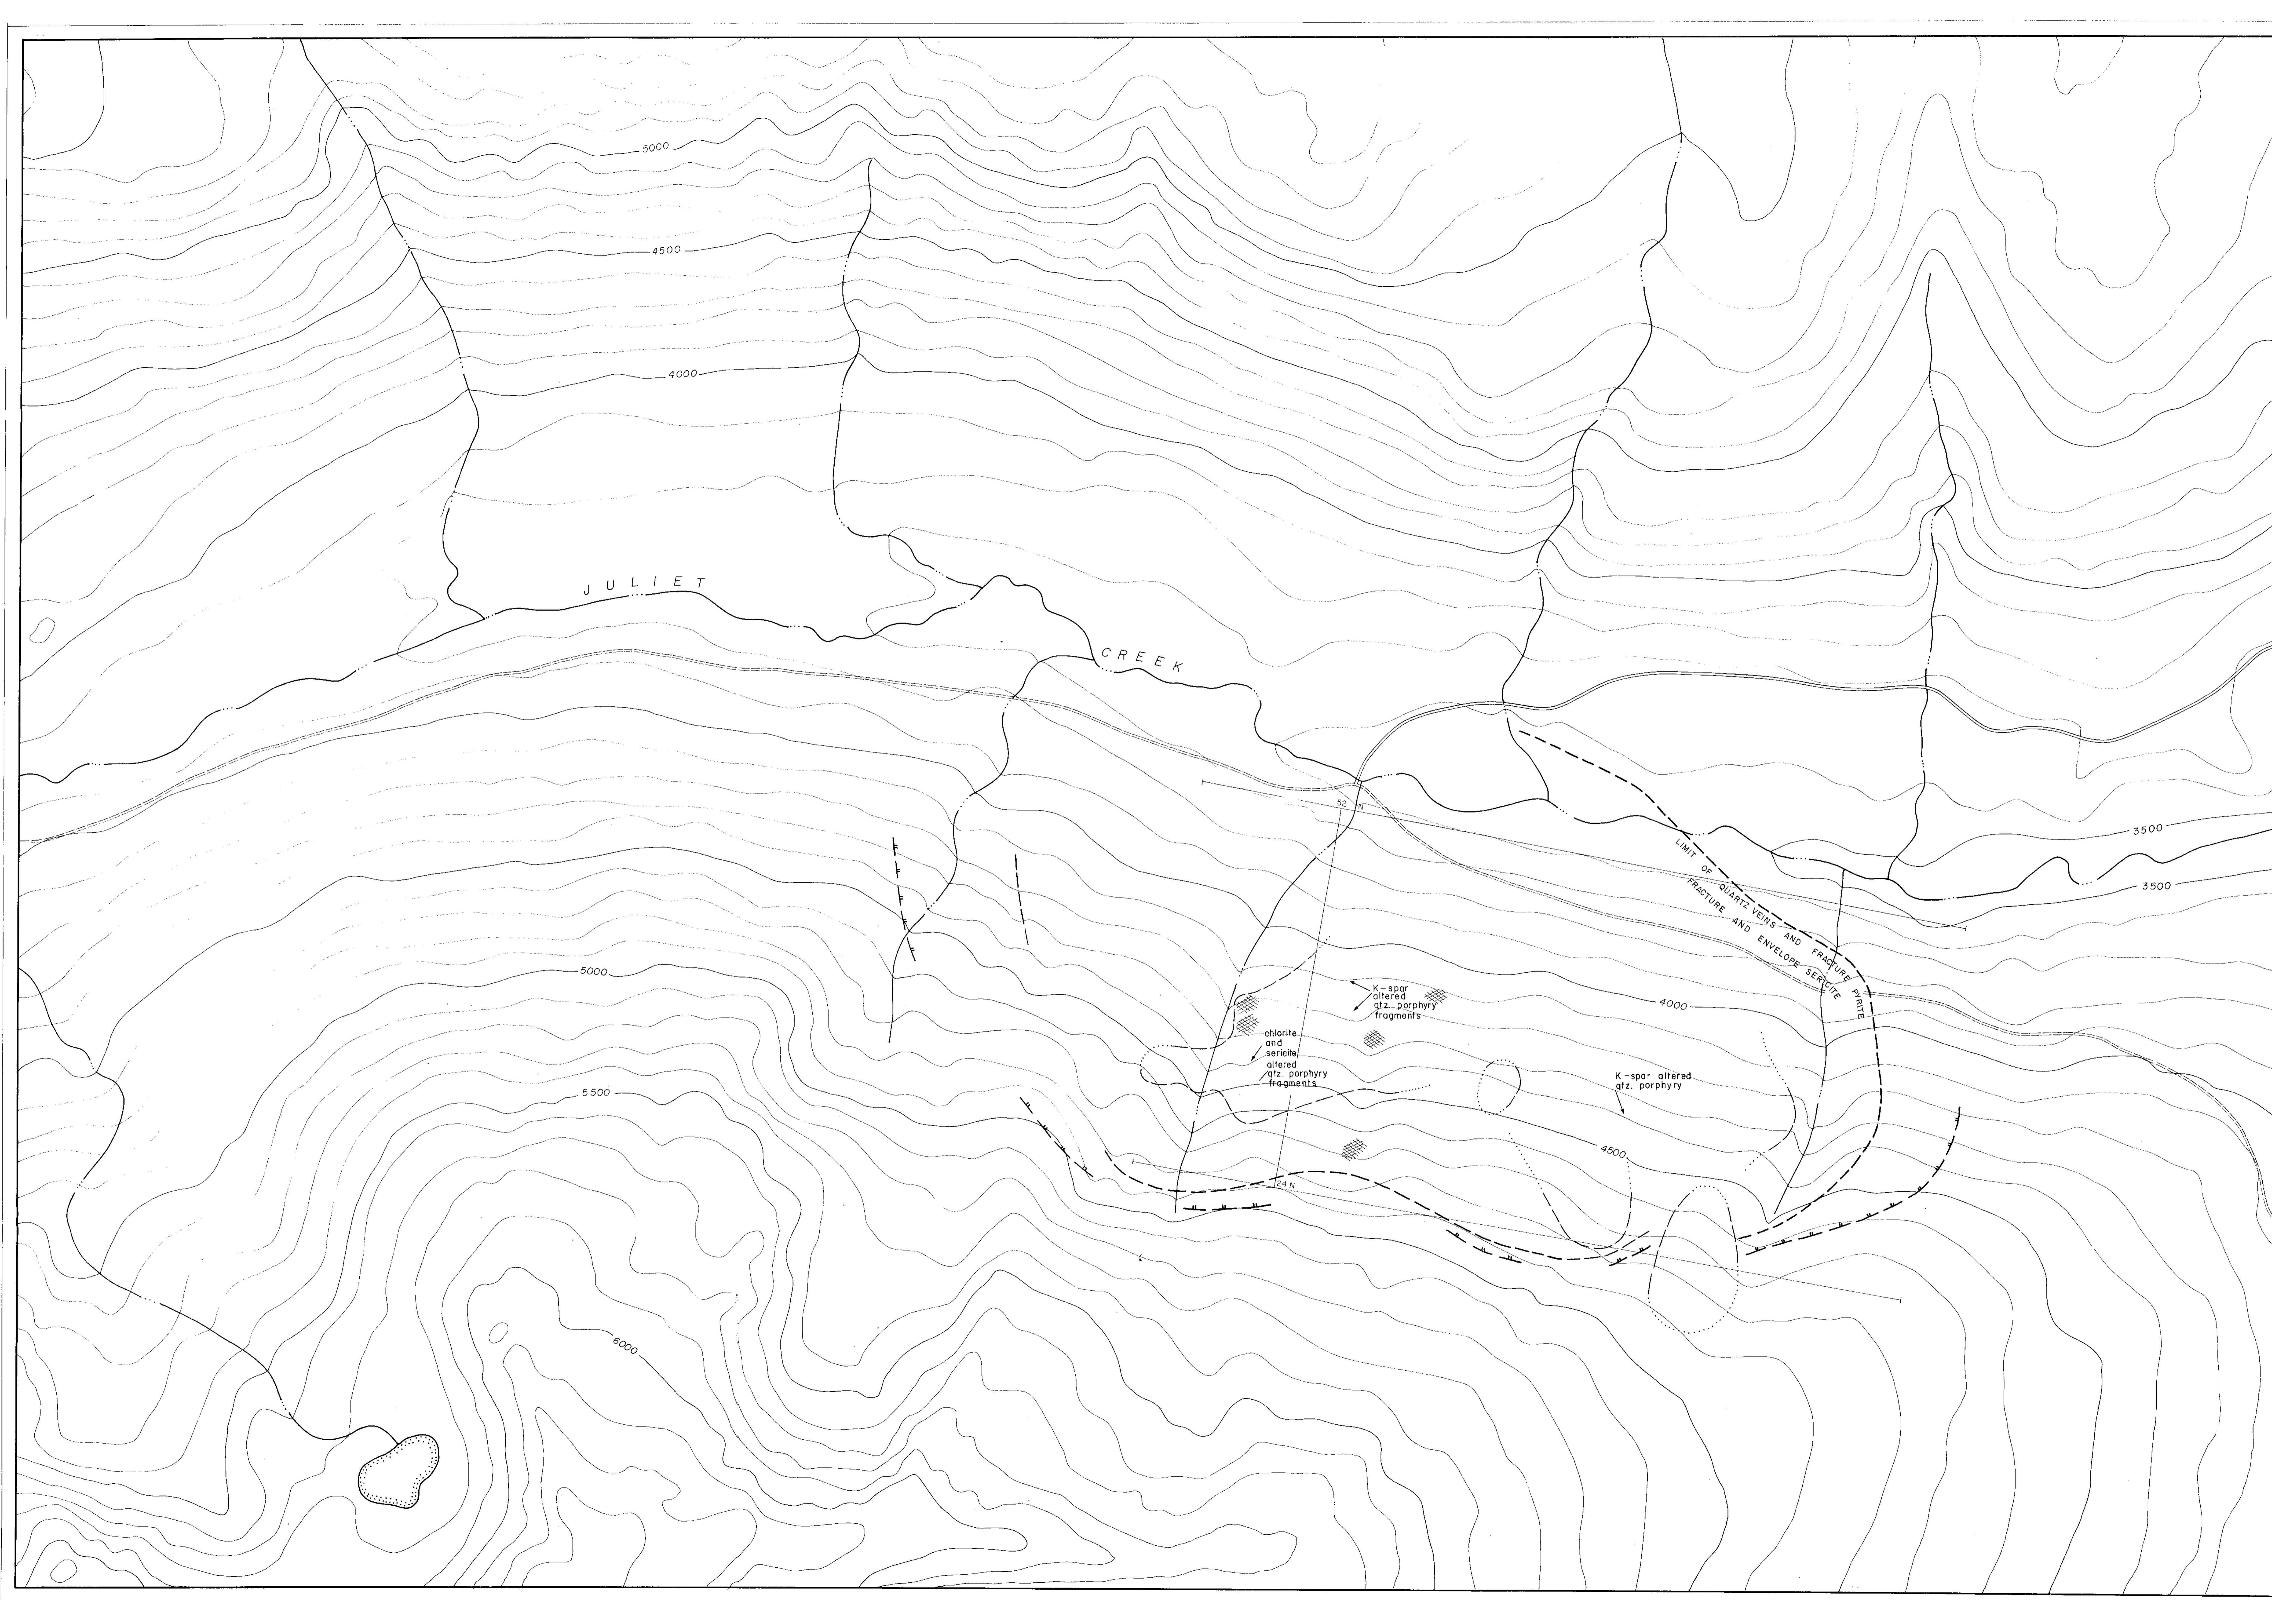 5000
4500
4000
JULIET
CREEK
52 N
3500
3500
LIMIT OF QUARTZ VEINS AND FRACTURE PYRITE
FRACTURE AND ENVELOPE SERICITE
5000
K-spar
altered
qtz. porphyry
fragments
4000
chlorite
and
sericite
altered
qtz. porphyry
fragments
K-spar altered
qtz. porphyry
5500
4500
24 N
6000